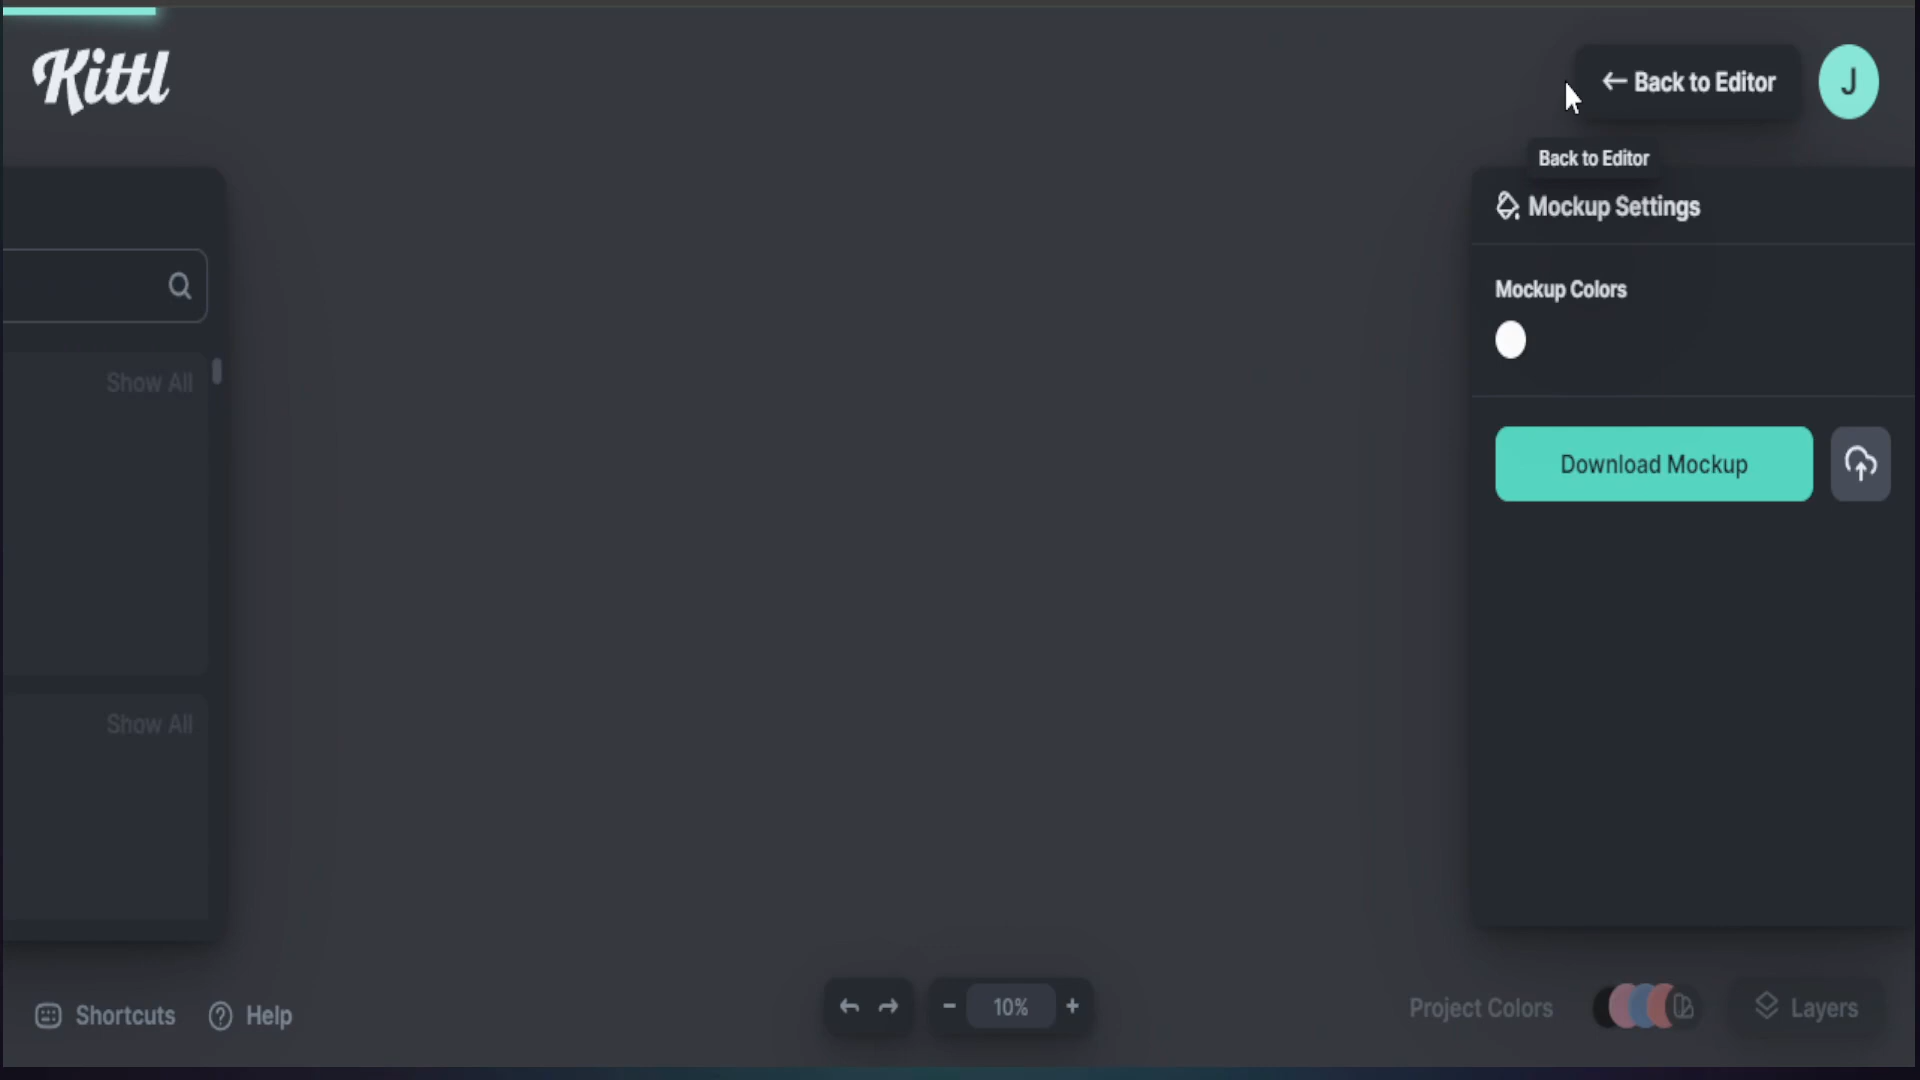 Kittl
← Back to Editor
J
Back to Editor
Mockup Settings
Mockup Colors
Show All
Download Mockup
Show All
Shortcuts
? Help
- 10% +
Project Colors
Layers